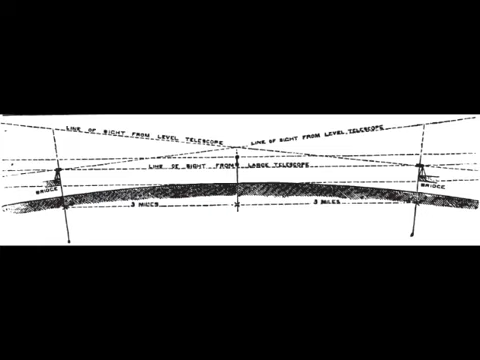 LINE OF SIGHT FROM LEVEL TELESCOPE
LINE OF SIGHT FROM LEVEL TELESCOPE
LINE OF SIGHT FROM LARGE TELESCOPE
BRIDGE
BRIDGE
3 MILES
3 MILES